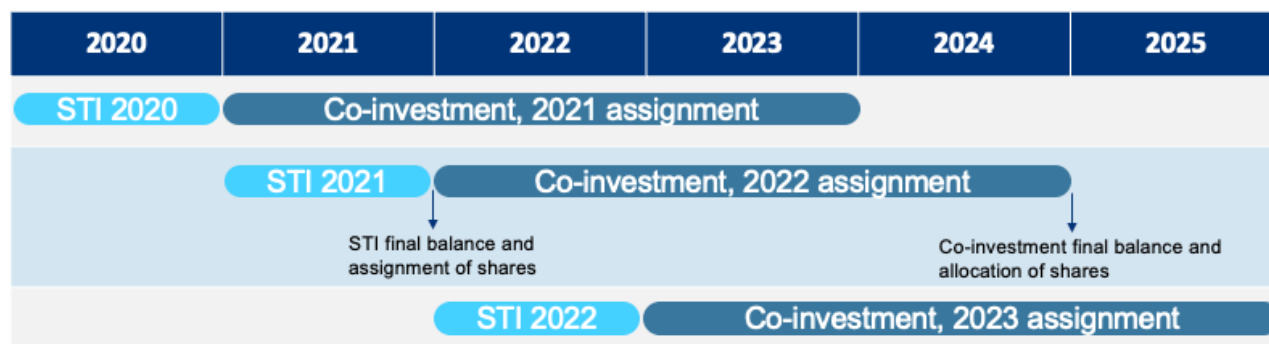 2020 2021 2022 2023 2024 2025
STI 2020 Co-investment, 2021 assignment
STI 2021 Co-investment, 2022 assignment
STI final balance and
assignment of shares
Co-investment final balance and
allocation of shares
STI 2022 Co-investment, 2023 assignment